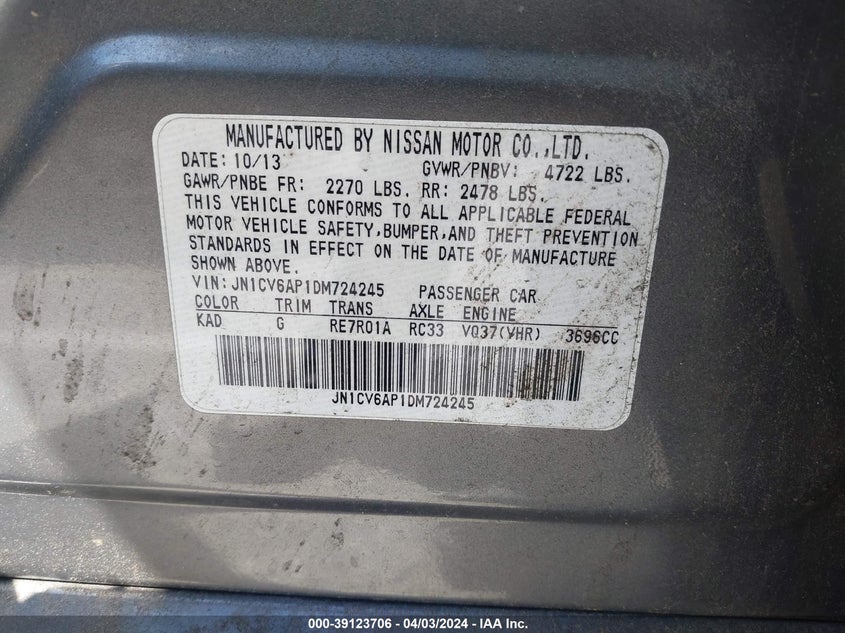 MANUFACTURED BY NISSAN MOTOR CO.,LTD.
DATE: 10/13 GVWR/PNBV: 4722 LBS.
GAWR/PNBE FR: 2270 LBS. RR: 2478 LBS.
THIS VEHICLE CONFORMS TO ALL APPLICABLE FEDERAL
MOTOR VEHICLE SAFETY,BUMPER,AND THEFT PREVENTION
STANDARDS IN EFFECT ON THE DATE OF MANUFACTURE
SHOWN ABOVE.
VIN: JN1CV6AP1DM724245 PASSENGER CAR
COLOR TRIM TRANS AXLE ENGINE
KAD G RE7R01A RC33 VQ37(VHR) 3696CC
JN1CV6AP1DM724245
000-39123706 - 04/03/2024 - IAA Inc.